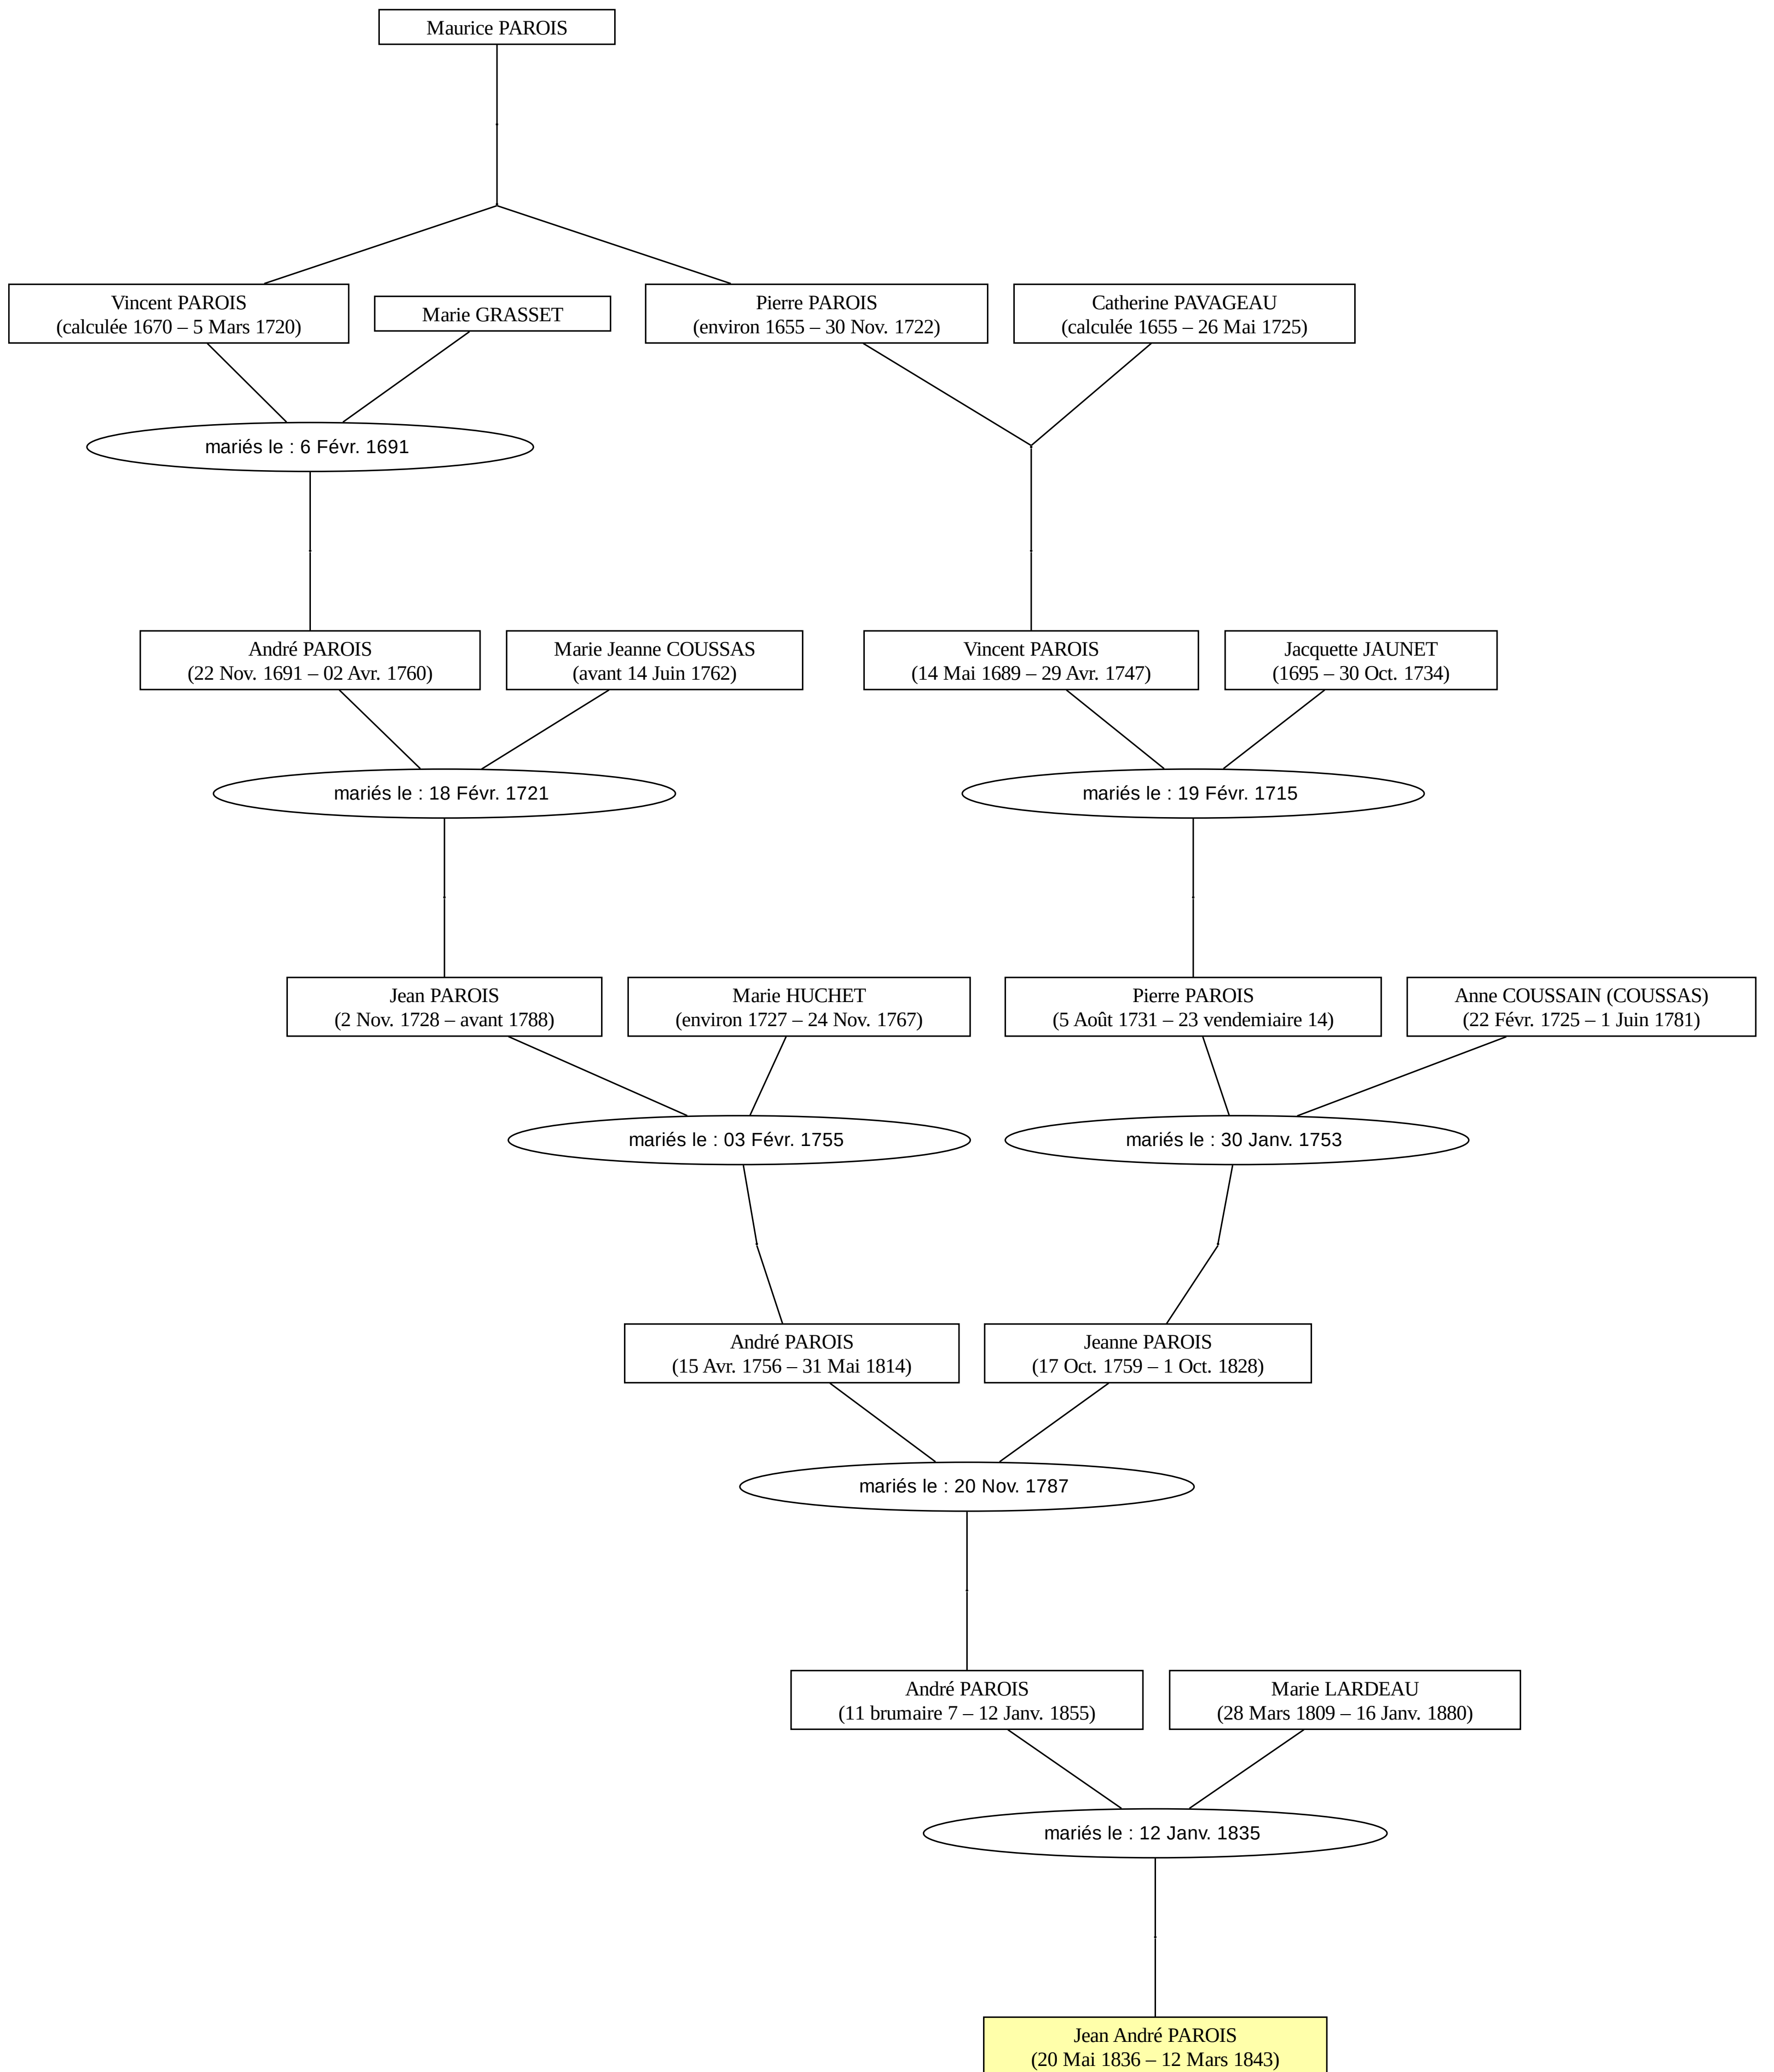 Maurice PAROIS
Vincent PAROIS
(calculée 1670 – 5 Mars 1720)
Marie GRASSET
Pierre PAROIS
(environ 1655 – 30 Nov. 1722)
Catherine PAVAGEAU
(calculée 1655 – 26 Mai 1725)
mariés le : 6 Févr. 1691
André PAROIS
(22 Nov. 1691 – 02 Avr. 1760)
Marie Jeanne COUSSAS
(avant 14 Juin 1762)
Vincent PAROIS
(14 Mai 1689 – 29 Avr. 1747)
Jacquette JAUNET
(1695 – 30 Oct. 1734)
mariés le : 18 Févr. 1721
mariés le : 19 Févr. 1715
Jean PAROIS
(2 Nov. 1728 – avant 1788)
Marie HUCHET
(environ 1727 – 24 Nov. 1767)
Pierre PAROIS
(5 Août 1731 – 23 vendemiaire 14)
Anne COUSSAIN (COUSSAS)
(22 Févr. 1725 – 1 Juin 1781)
mariés le : 03 Févr. 1755
mariés le : 30 Janv. 1753
André PAROIS
(15 Avr. 1756 – 31 Mai 1814)
Jeanne PAROIS
(17 Oct. 1759 – 1 Oct. 1828)
mariés le : 20 Nov. 1787
André PAROIS
(11 brumaire 7 – 12 Janv. 1855)
Marie LARDEAU
(28 Mars 1809 – 16 Janv. 1880)
mariés le : 12 Janv. 1835
Jean André PAROIS
(20 Mai 1836 – 12 Mars 1843)